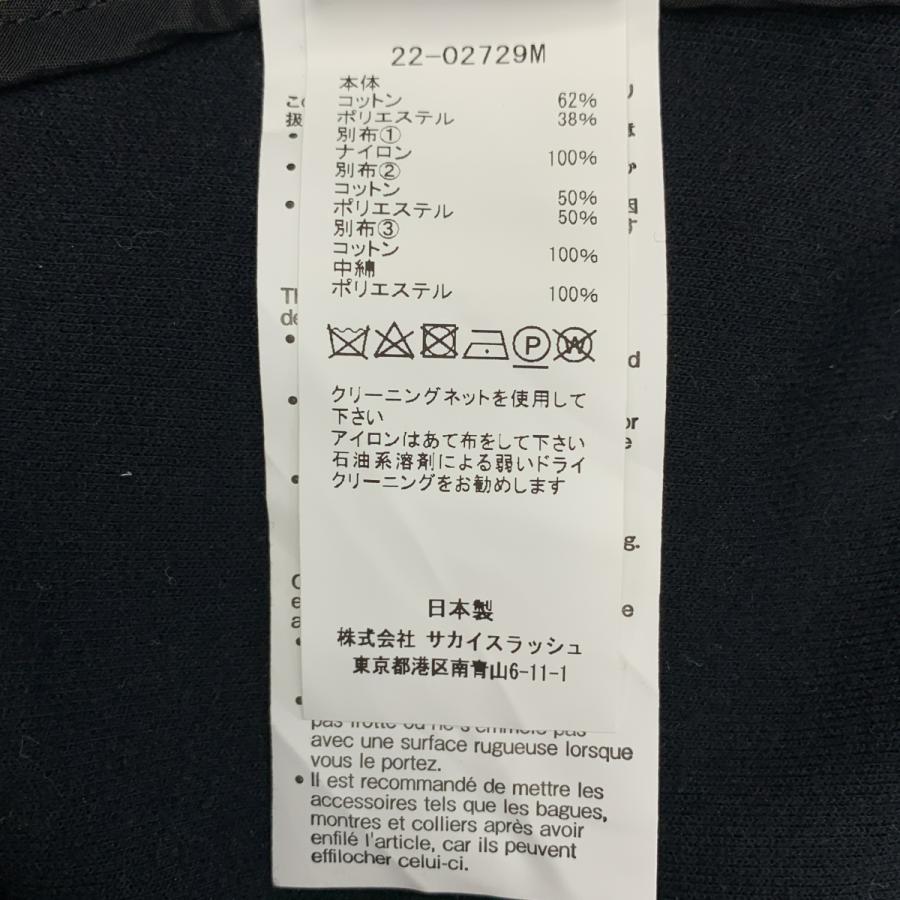 22-02729M
本体
コットン 62%
ポリエステル 38%
別布①
ナイロン 100%
別布②
コットン 50%
ポリエステル 50%
別布③
コットン 100%
中綿
ポリエステル 100%
P
W
クリーニングネットを使用して
下さい
アイロンはあて布をして下さい
石油系溶剤による弱いドライ
クリーニングをお勧めします
日本製
株式会社 サカイスラッシュ
東京都港区南青山6-11-1
pas frotte ou ne s'emmêle pas
avec une surface rugueuse lorsque
vous le portez.
• Il est recommandé de mettre les
accessoires tels que les bagues,
montres et colliers après avoir
enfilé l'article, car ils peuvent
effilocher celui-ci.